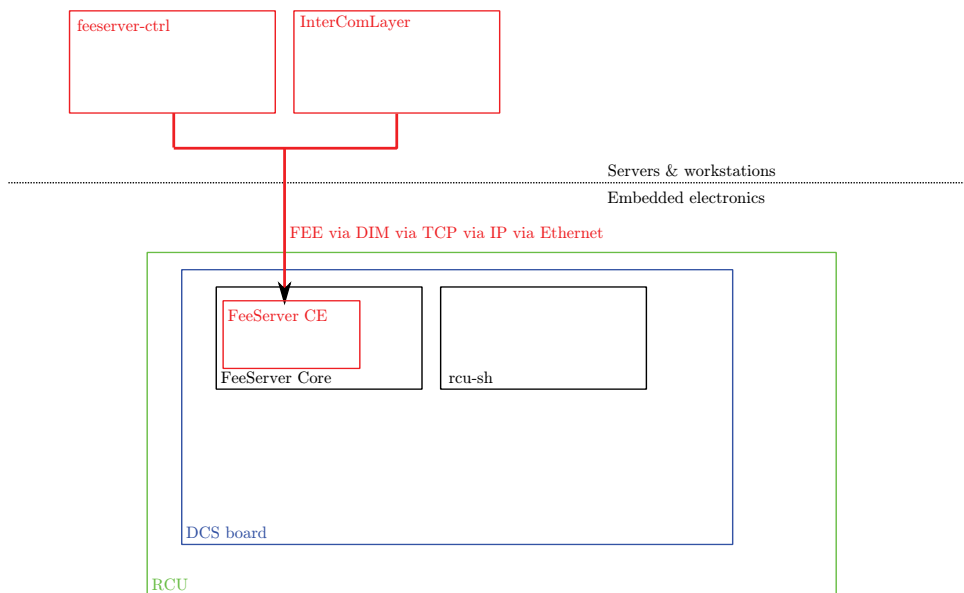 feeserver-ctrl
InterComLayer
Servers & workstations
Embedded electronics
FEE via DIM via TCP via IP via Ethernet
FeeServer CE
FeeServer Core
rcu-sh
DCS board
RCU